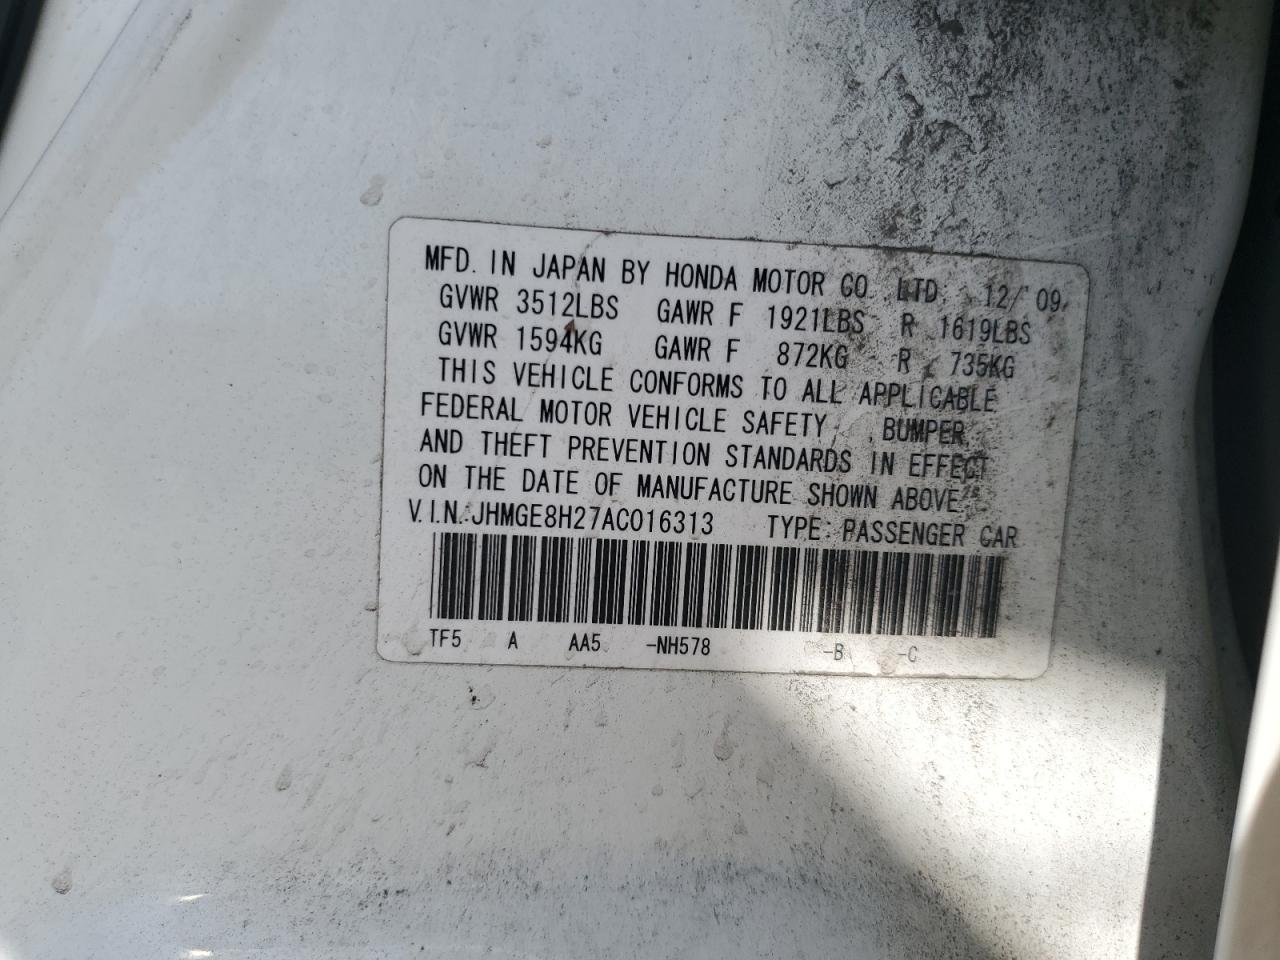 MFD. IN JAPAN BY HONDA MOTOR CO. LTD. 12/ 09
GVWR 3512LBS GAWR F 1921LBS R 1619LBS
GVWR 1594KG GAWR F 872KG R 735KG
THIS VEHICLE CONFORMS TO ALL APPLICABLE
FEDERAL MOTOR VEHICLE SAFETY, BUMPER,
AND THEFT PREVENTION STANDARDS IN EFFECT
ON THE DATE OF MANUFACTURE SHOWN ABOVE.
V.I.N.:JHMGE8H27AC016313 TYPE: PASSENGER CAR
TF5 A AA5 -NH578 -B -C